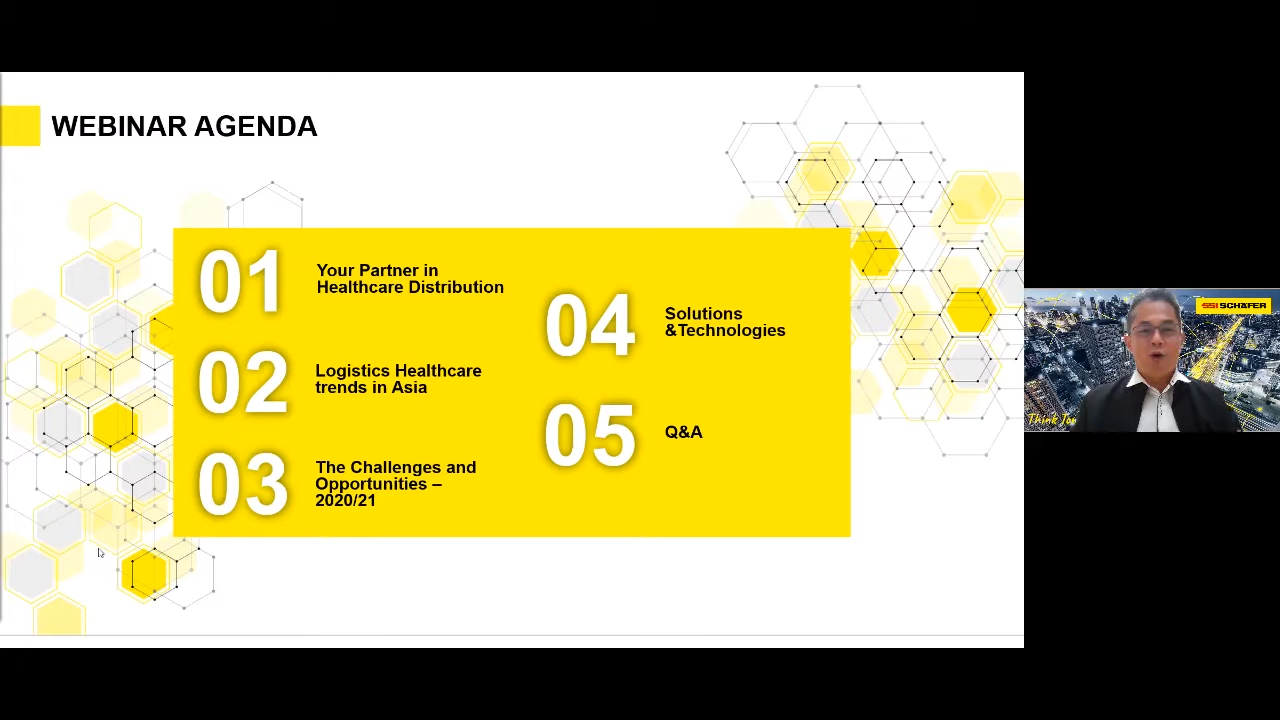 WEBINAR AGENDA
01
Your Partner in
Healthcare Distribution
02
Logistics Healthcare
trends in Asia
03
The Challenges and
Opportunities –
2020/21
04
Solutions
&Technologies
05
Q&A
SSI SCHÄFER
Think